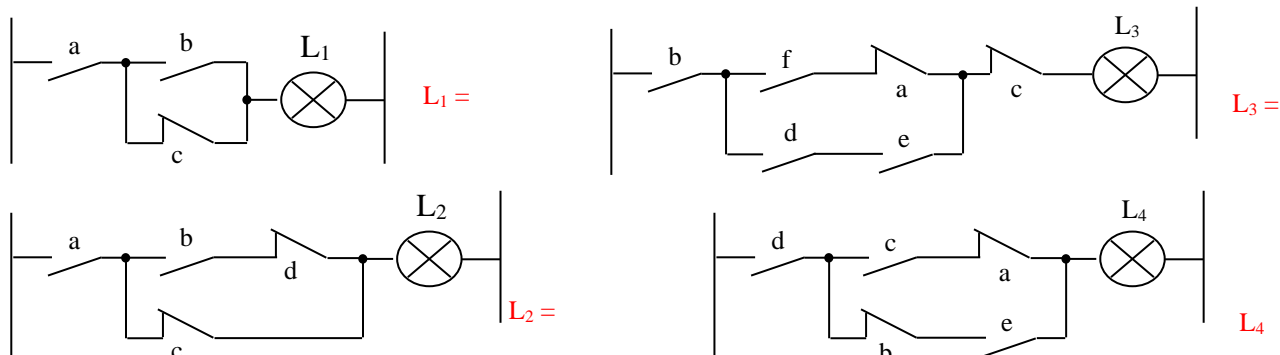 a
b
c
L₁
L₁ =
b
f
a
c
d
e
L₃
L₃ =
a
b
d
c
L₂
L₂ =
d
c
a
b
e
L₄
L₄